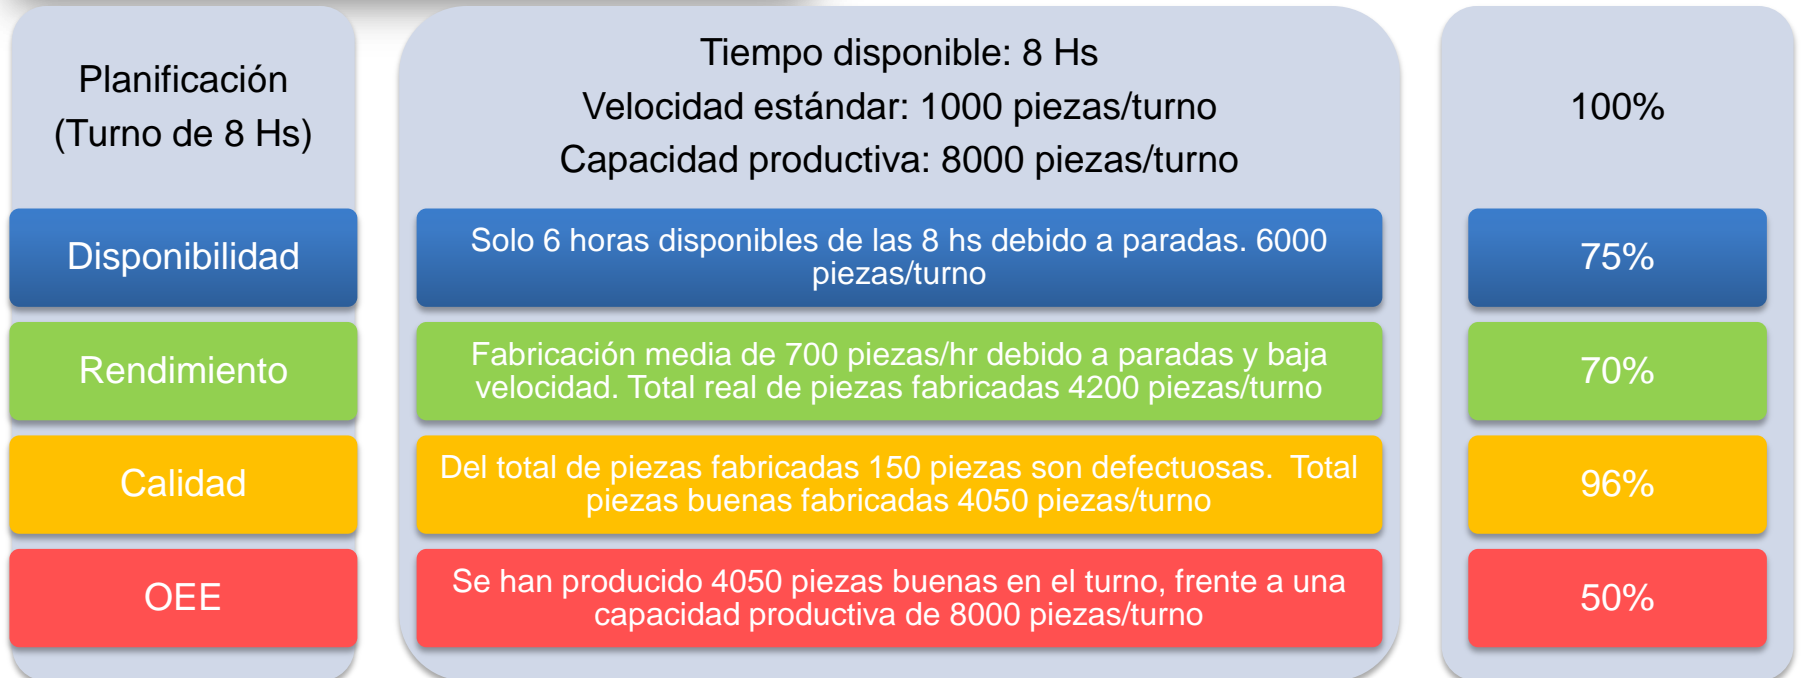 Planificación
(Turno de 8 Hs)
Tiempo disponible: 8 Hs
Velocidad estándar: 1000 piezas/turno
Capacidad productiva: 8000 piezas/turno
100%
Disponibilidad
Solo 6 horas disponibles de las 8 hs debido a paradas. 6000
piezas/turno
75%
Rendimiento
Fabricación media de 700 piezas/hr debido a paradas y baja
velocidad. Total real de piezas fabricadas 4200 piezas/turno
70%
Calidad
Del total de piezas fabricadas 150 piezas son defectuosas.  Total
piezas buenas fabricadas 4050 piezas/turno
96%
OEE
Se han producido 4050 piezas buenas en el turno, frente a una
capacidad productiva de 8000 piezas/turno
50%